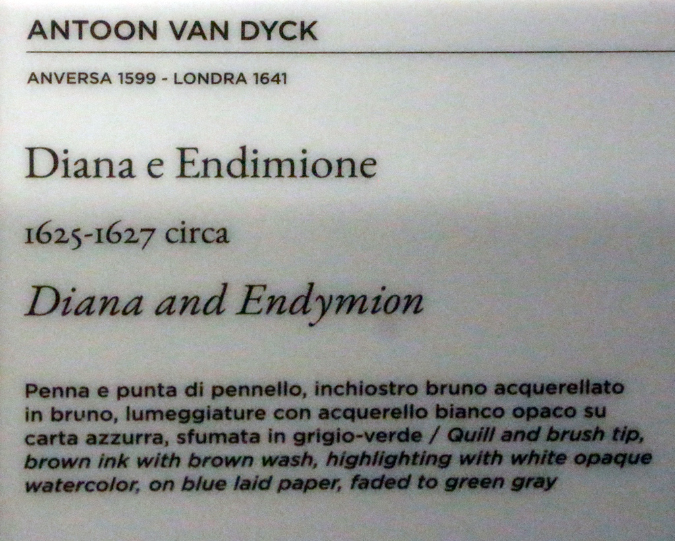 ANTOON VAN DYCK
ANVERSA 1599 - LONDRA 1641
Diana e Endimione
1625-1627 circa
Diana and Endymion
Penna e punta di pennello, inchiostro bruno acquerellato
in bruno, lumeggiature con acquerello bianco opaco su
carta azzurra, sfumata in grigio-verde / Quill and brush tip,
brown ink with brown wash, highlighting with white opaque
watercolor, on blue laid paper, faded to green gray